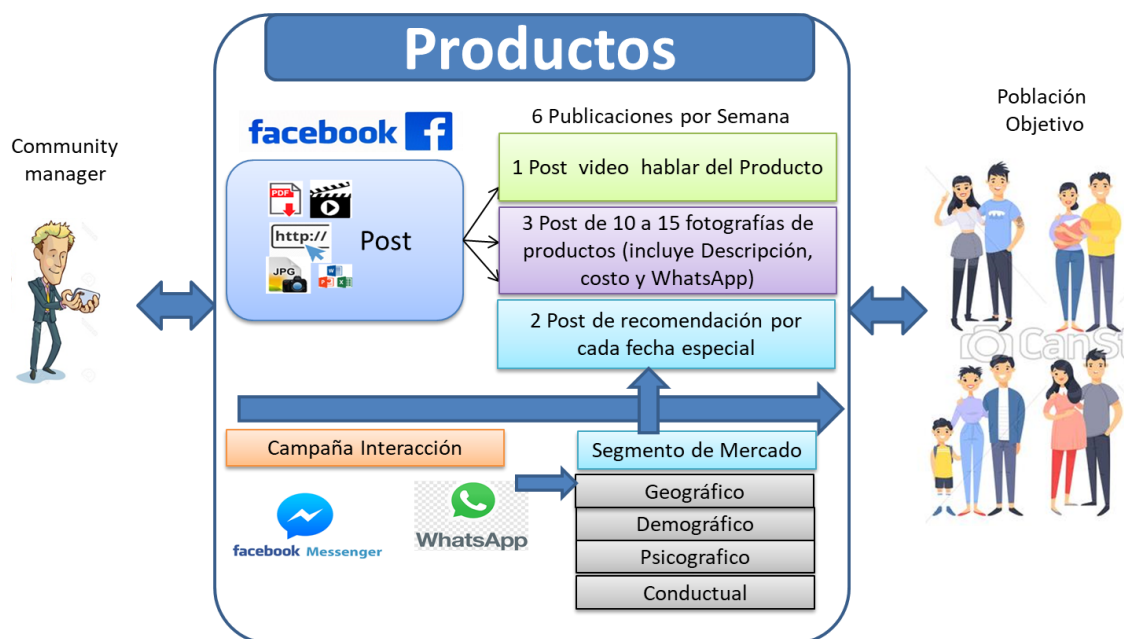 Productos
Community
manager
facebook f
6 Publicaciones por Semana
PDF
http://
JPG
Post
1 Post video hablar del Producto
3 Post de 10 a 15 fotografías de
productos (incluye Descripción,
costo y WhatsApp)
2 Post de recomendación por
cada fecha especial
Población
Objetivo
CanSt
Campaña Interacción
facebook Messenger
WhatsApp
Segmento de Mercado
Geográfico
Demográfico
Psicografico
Conductual